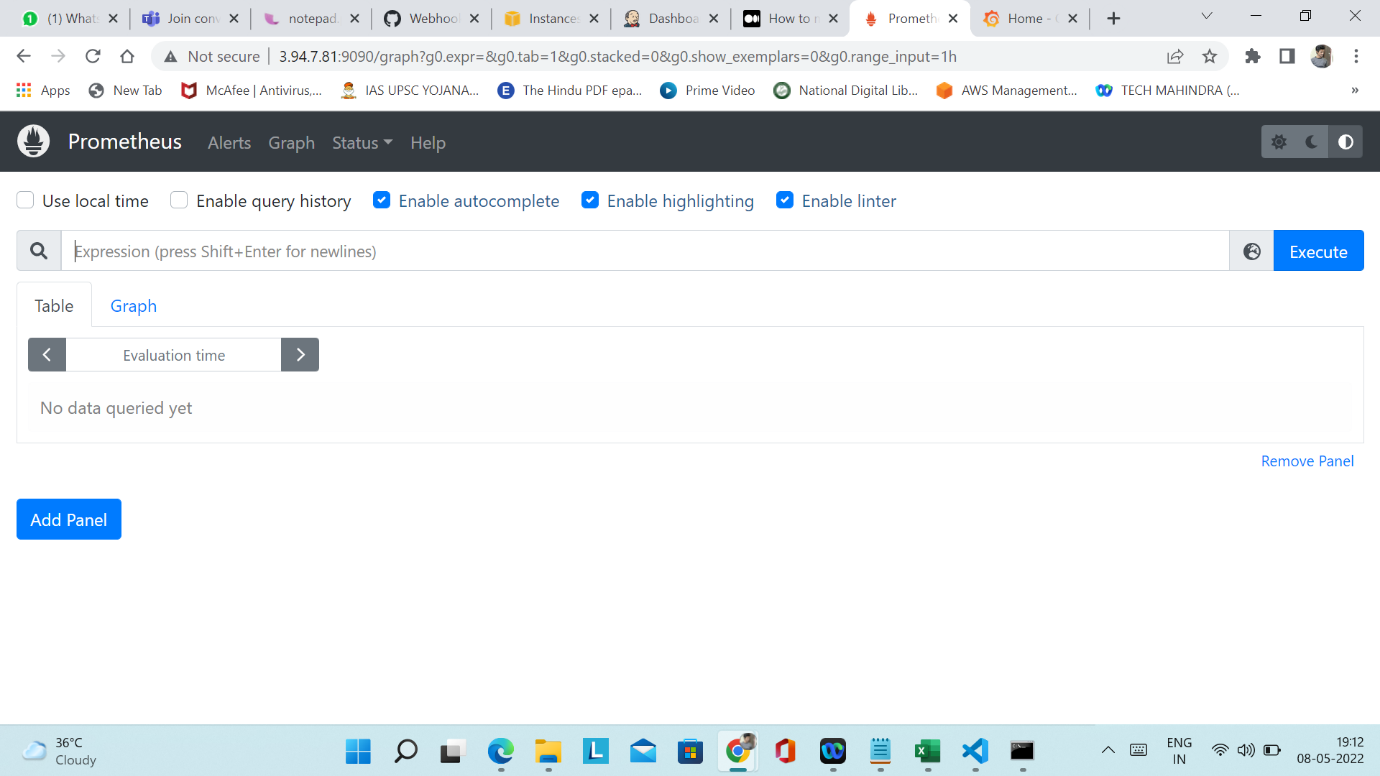 (1) Whats
Join conv
notepad.
Webhoo
Instances
Dashboa
How to m
Prometh
Home - G
Not secure | 3.94.7.81:9090/graph?g0.expr=&g0.tab=1&g0.stacked=0&g0.show_exemplars=0&g0.range_input=1h
Apps
New Tab
McAfee | Antivirus,...
IAS UPSC YOJANA...
E
The Hindu PDF epa...
Prime Video
National Digital Lib...
AWS Management...
TECH MAHINDRA (...
»
Prometheus Alerts Graph Status Help
Use local time Enable query history Enable autocomplete Enable highlighting Enable linter
Expression (press Shift+Enter for newlines)
Execute
Table Graph
Evaluation time
No data queried yet
Remove Panel
Add Panel
36°C
Cloudy
L
ENG
IN
19:12
08-05-2022